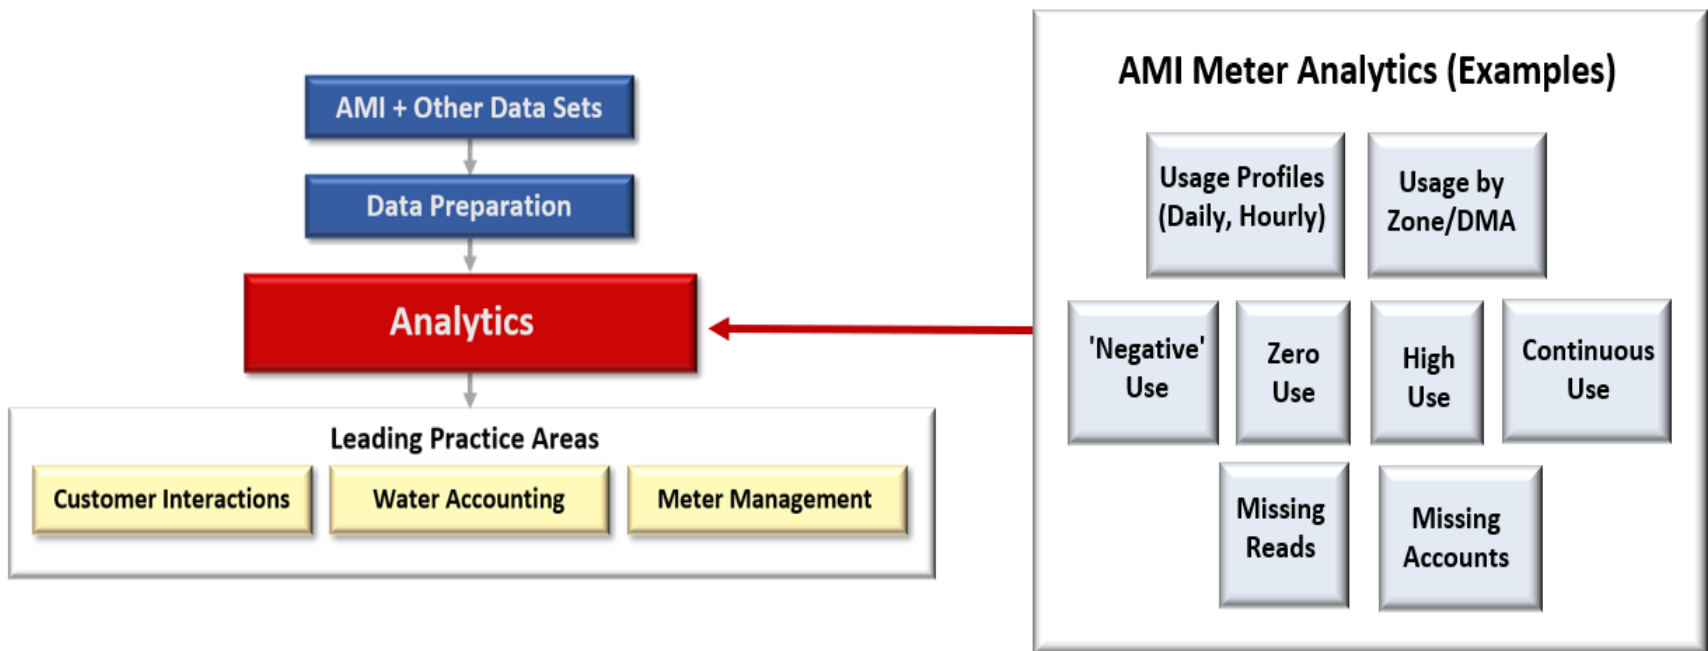 AMI + Other Data Sets
Data Preparation
Analytics
Leading Practice Areas
Customer Interactions
Water Accounting
Meter Management
AMI Meter Analytics (Examples)
Usage Profiles
(Daily, Hourly)
Usage by
Zone/DMA
'Negative'
Use
Zero
Use
High
Use
Continuous
Use
Missing
Reads
Missing
Accounts